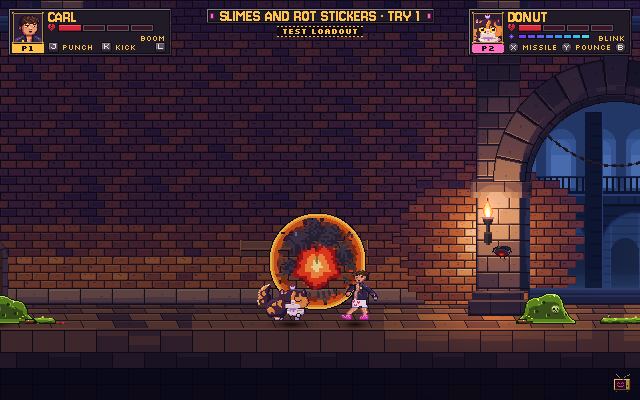 CARL
P1
BOOM
J PUNCH K KICK L
SLIMES AND ROT STICKERS · TRY 1
TEST LOADOUT
DONUT
P2
BLINK
X MISSILE Y POUNCE B